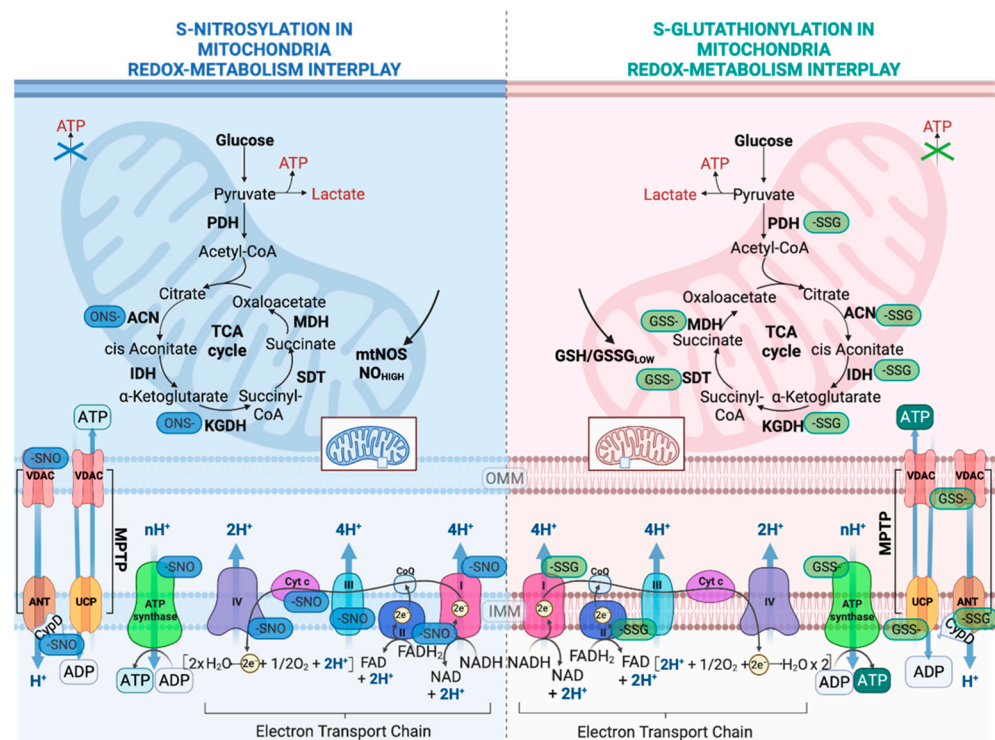 S-NITROSYLATION IN
MITOCHONDRIA
REDOX-METABOLISM INTERPLAY
ATP
Glucose
ATP
Pyruvate
Lactate
PDH
Acetyl-CoA
Citrate
Oxaloacetate
ONS-
ACN
MDH
TCA
cycle
cis Aconitate
Succinate
IDH
SDT
α-Ketoglutarate
Succinyl-
CoA
ONS-
KGDH
mtNOS
NOHIGH
ATP
-SNO
VDAC
VDAC
MPTP
nH⁺
2H⁺
4H⁺
4H⁺
-SNO
-SNO
ATP
synthase
IV
Cyt c
-SNO
III
-SNO
CoQ
I
2e⁻
2e⁻
II
-SNO
-SNO
ANT
UCP
CypD
-SNO
H⁺
ADP
ATP
ADP
[2xH₂O
2e⁻
+ 1/2O₂ + 2H⁺]
FAD
+ 2H⁺
FADH₂
NAD
+ 2H⁺
NADH
Electron Transport Chain
OMM
IMM
S-GLUTATHIONYLATION IN
MITOCHONDRIA
REDOX-METABOLISM INTERPLAY
ATP
Glucose
ATP
Lactate
Pyruvate
PDH
-SSG
Acetyl-CoA
Oxaloacetate
Citrate
GSS-
MDH
ACN
-SSG
Succinate
TCA
cycle
cis Aconitate
GSS-
SDT
IDH
-SSG
Succinyl-
CoA
α-Ketoglutarate
KGDH
-SSG
GSH/GSSGLOW
ATP
VDAC
VDAC
GSS-
MPTP
4H⁺
4H⁺
2H⁺
nH⁺
I
-SSG
2e⁻
CoQ
2e⁻
II
-SSG
III
Cyt c
IV
GSS-
ATP
synthase
UCP
ANT
GSS-
-SSG
CypD
NADH
NAD
+ 2H⁺
FADH₂
FAD
+ 2H⁺
[2H⁺ + 1/2O₂ +
2e⁻
H₂O x 2]
ADP
ATP
ADP
H⁺
Electron Transport Chain